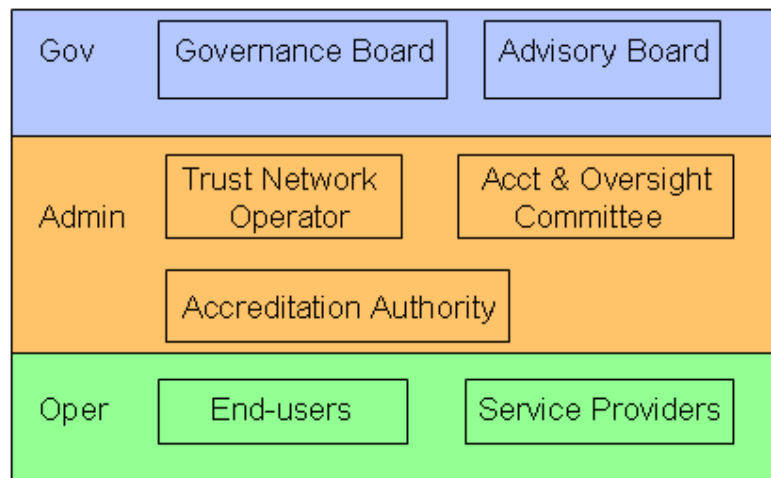 Gov
Governance Board
Advisory Board
Admin
Trust Network
Operator
Acct & Oversight
Committee
Accreditation Authority
Oper
End-users
Service Providers